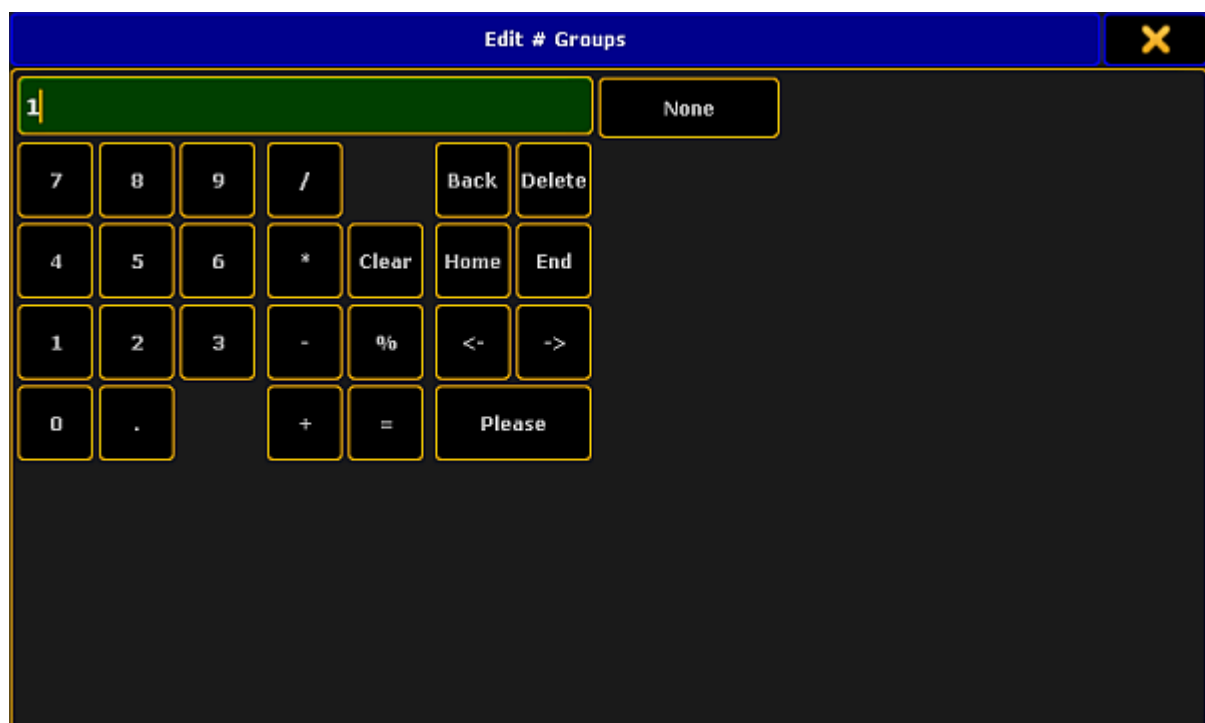 Edit # Groups
1
None
7 8 9 / Back Delete
4 5 6 * Clear Home End
1 2 3 - % <- ->
0 . + = Please